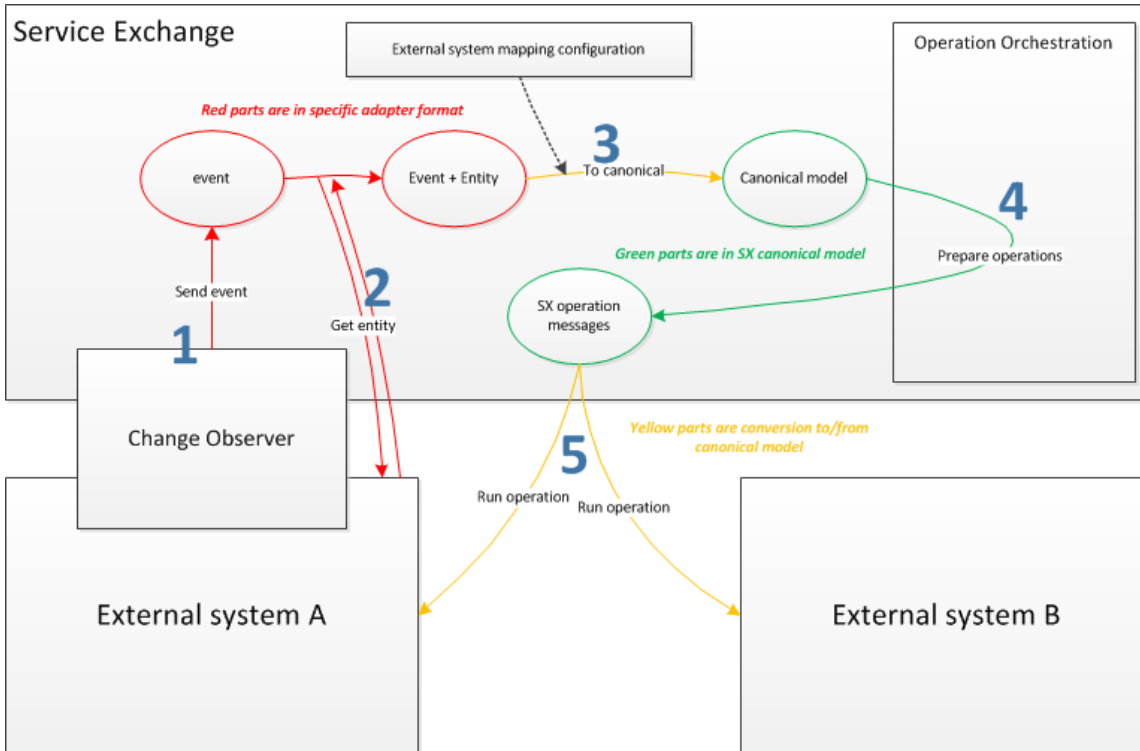 Service Exchange
External system mapping configuration
Operation Orchestration
Red parts are in specific adapter format
3
event
Event + Entity
To canonical
Canonical model
4
Green parts are in SX canonical model
Prepare operations
2
Send event
SX operation
messages
Get entity
1
Change Observer
Yellow parts are conversion to/from
canonical model
5
Run operation
Run operation
External system A
External system B